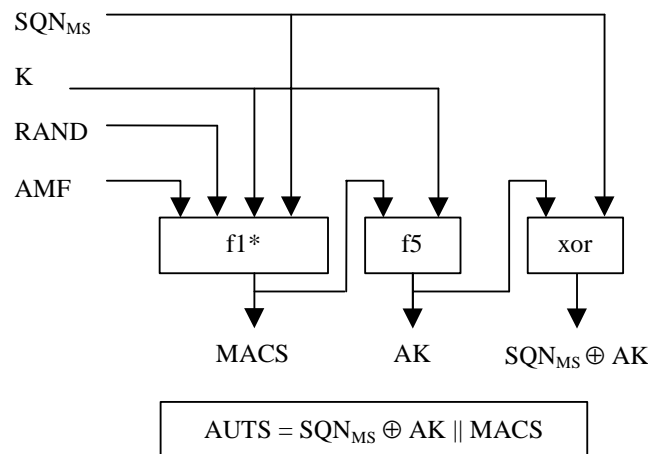 SQN_MS
K
RAND
AMF
f1*
f5
xor
MACS
AK
SQN_MS ⊕ AK
AUTS = SQN_MS ⊕ AK || MACS